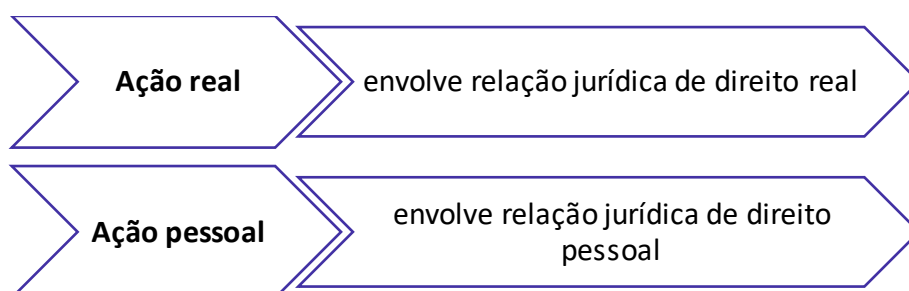 Ação real
envolve relação jurídica de direito real
Ação pessoal
envolve relação jurídica de direito
pessoal